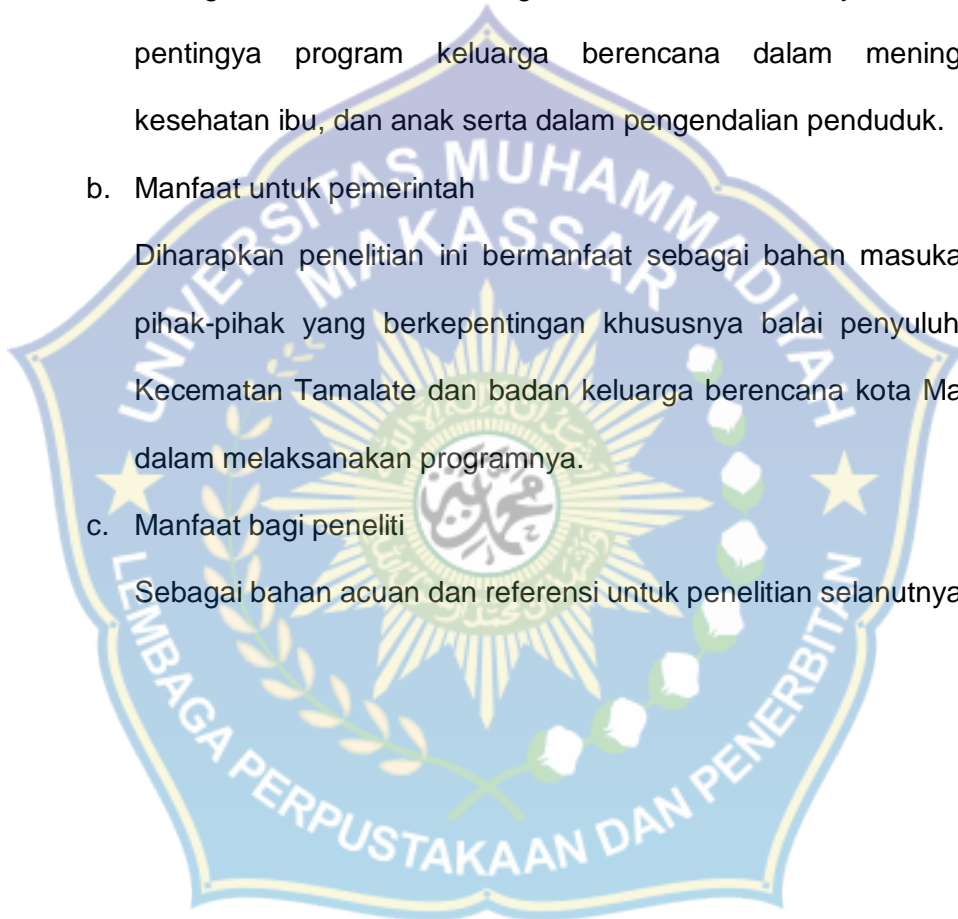 pentingya program keluarga berencana dalam mening
kesehatan ibu, dan anak serta dalam pengendalian penduduk.
b. Manfaat untuk pemerintah
Diharapkan penelitian ini bermanfaat sebagai bahan masuka
pihak-pihak yang berkepentingan khususnya balai penyuluh
Kecematan Tamalate dan badan keluarga berencana kota Ma
dalam melaksanakan programnya.
c. Manfaat bagi peneliti
Sebagai bahan acuan dan referensi untuk penelitian selanutnya
UNIVERSITAS MUHAMMADIYAH
MAKASSAR
LEMBAGA PERPUSTAKAAN DAN PENERBITAN